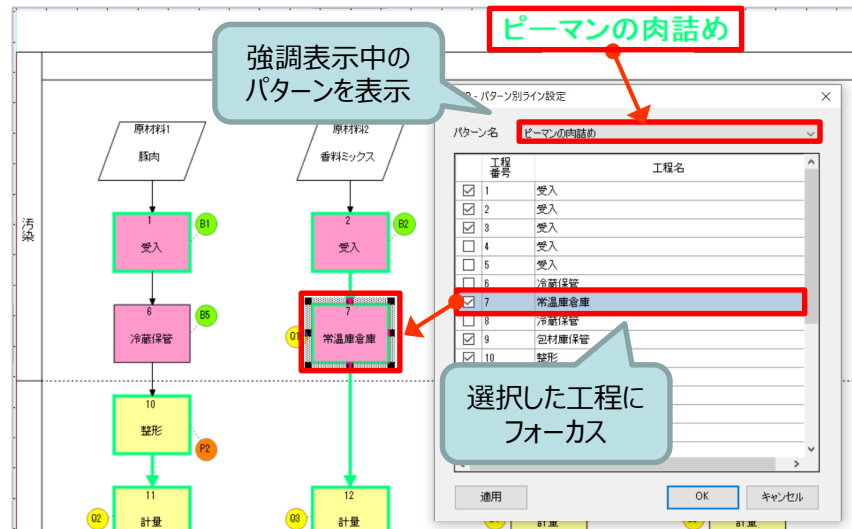 ピーマンの肉詰め
強調表示中の
パターンを表示
- パターン別ライン設定
×
原材料1
豚肉
原材料2
香料ミックス
パターン名
ピーマンの肉詰め
工程
番号
工程名
1 受入
2 受入
3 受入
4 受入
5 受入
6 冷蔵保管
7 常温庫倉庫
8 冷蔵保管
9 包材庫保管
10 整形
汚染
1
受入
B1
2
受入
B2
6
冷蔵保管
B5
7
常温庫倉庫
選択した工程に
フォーカス
10
整形
P2
11
計量
Q2
12
計量
Q3
計量
計量
適用
OK
キャンセル